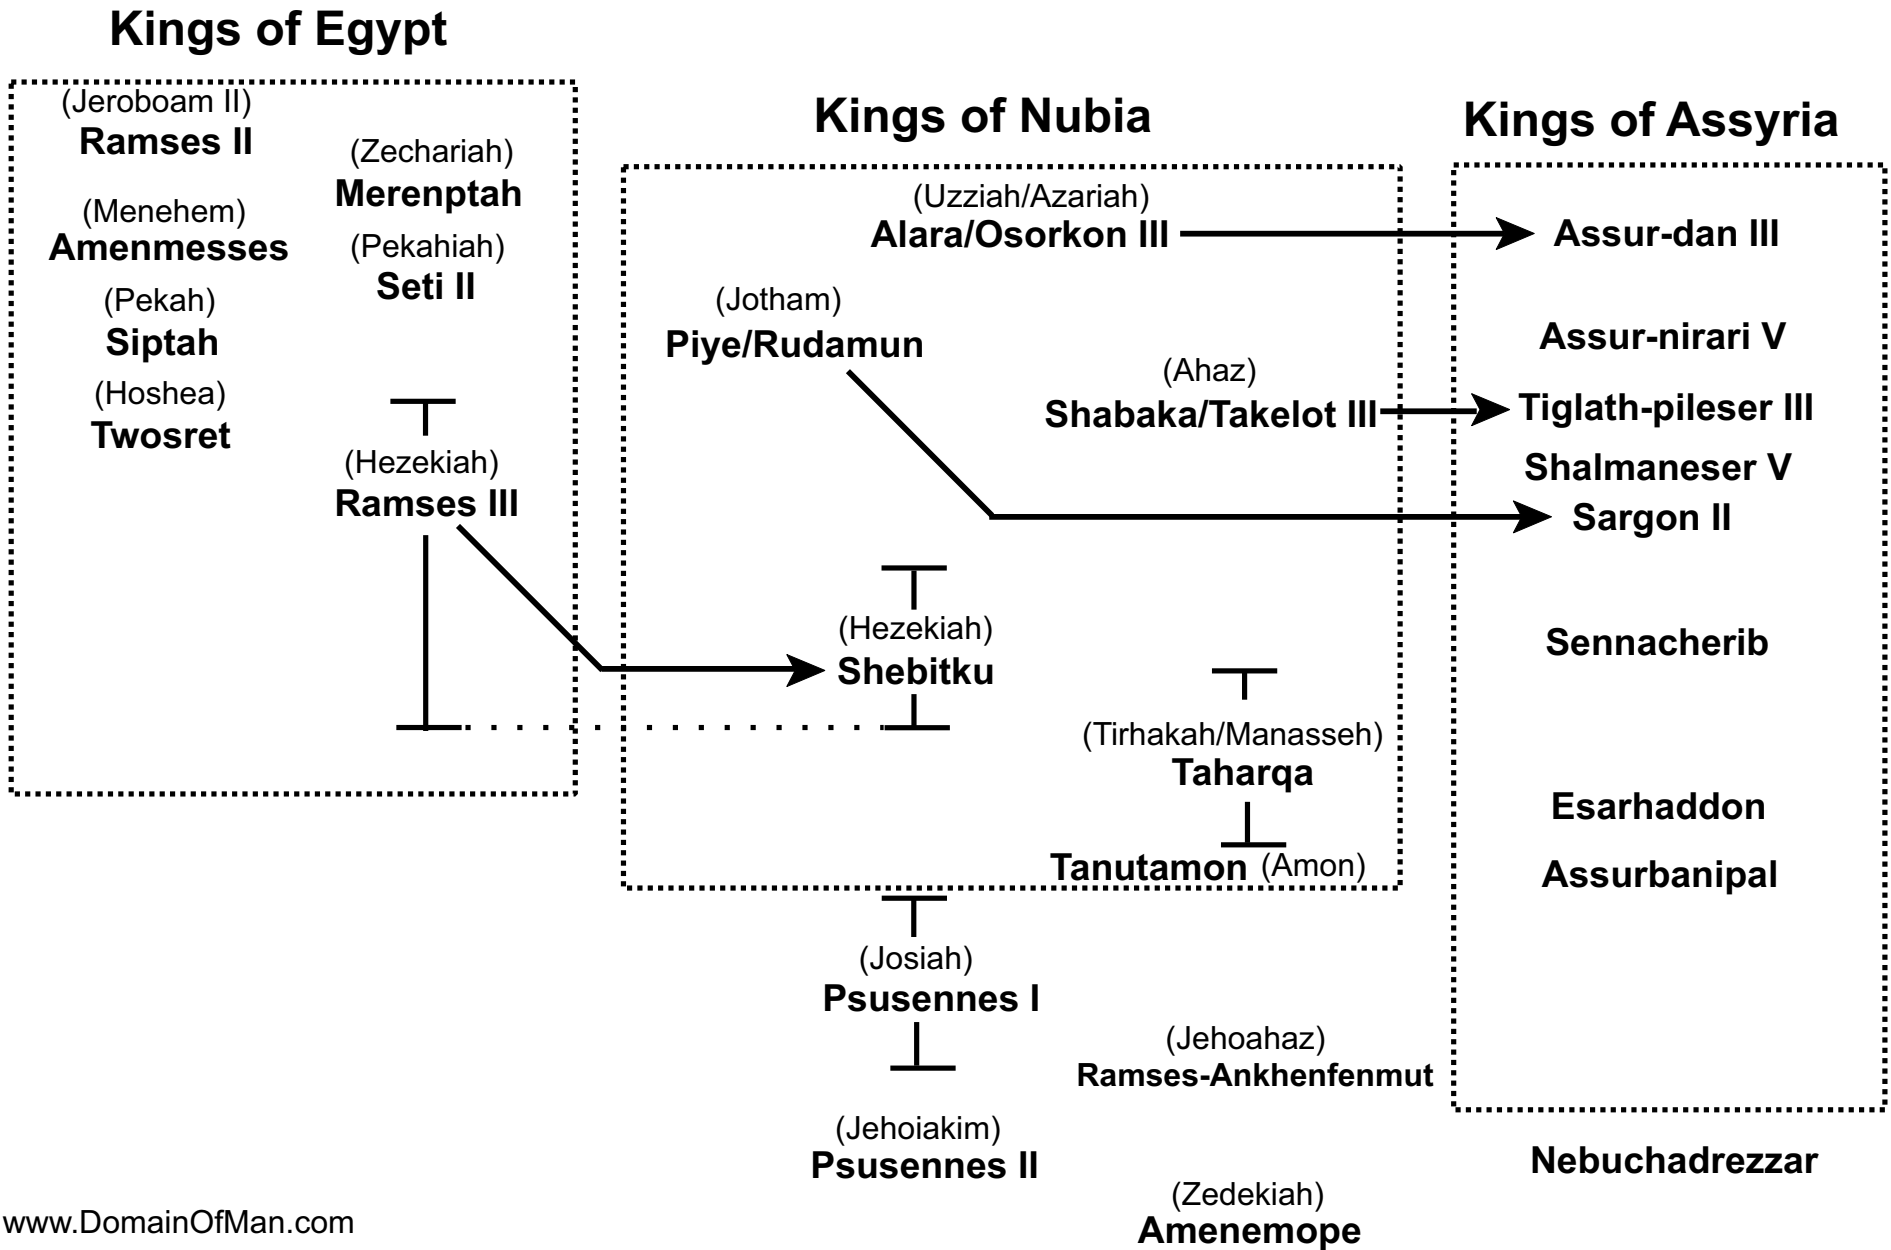 Kings of Egypt
(Jeroboam II)
Ramses II
(Zechariah)
Merenptah
(Menehem)
Amenmesses
(Pekahiah)
Seti II
(Pekah)
Siptah
(Hoshea)
Twosret
(Hezekiah)
Ramses III
Kings of Nubia
(Uzziah/Azariah)
Alara/Osorkon III
(Jotham)
Piye/Rudamun
(Ahaz)
Shabaka/Takelot III
(Hezekiah)
Shebitku
(Tirhakah/Manasseh)
Taharqa
Tanutamon (Amon)
(Josiah)
Psusennes I
(Jehoahaz)
Ramses-Ankhenfenmut
(Jehoiakim)
Psusennes II
(Zedekiah)
Amenemope
Kings of Assyria
Assur-dan III
Assur-nirari V
Tiglath-pileser III
Shalmaneser V
Sargon II
Sennacherib
Esarhaddon
Assurbanipal
Nebuchadrezzar
www.DomainOfMan.com